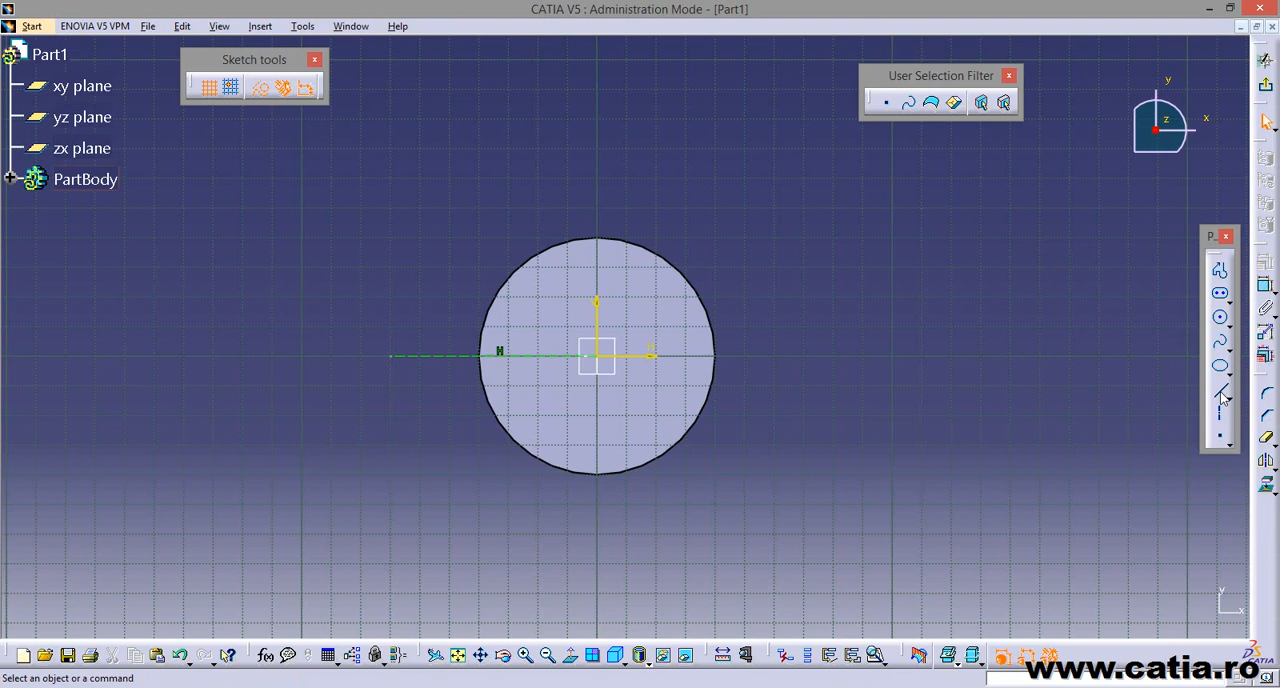 CATIA V5 : Administration Mode - [Part1]
Start ENOVIA V5 VPM File Edit View Insert Tools Window Help
Part1
xy plane
yz plane
zx plane
PartBody
Sketch tools
User Selection Filter
y
x
z
P...
H
y
x
f(x)
CATIA
www.catia.ro
Select an object or a command